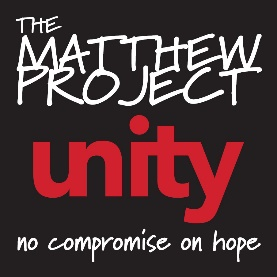 THE
MATTHEW
PROJECT
unity
no compromise on hope